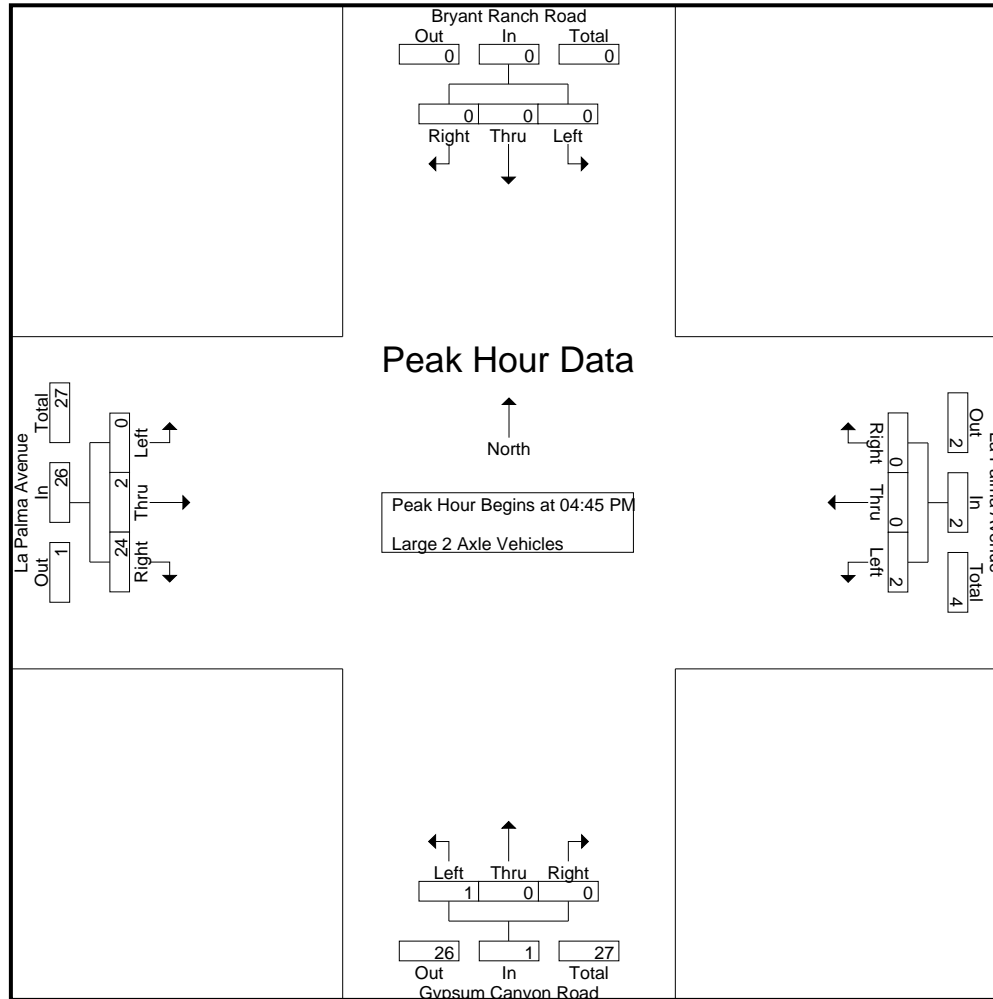 Bryant Ranch Road
Out In Total
0 0 0
0 0 0
Right Thru Left
Peak Hour Data
North
Peak Hour Begins at 04:45 PM
Large 2 Axle Vehicles
La Palma Avenue
Total In Out
27 26 1
0 2 24
Left Thru Right
La Palma Avenue
Out In Total
2 2 4
0 0 2
Right Thru Left
Left Thru Right
1 0 0
26 1 27
Out In Total
Gypsum Canyon Road